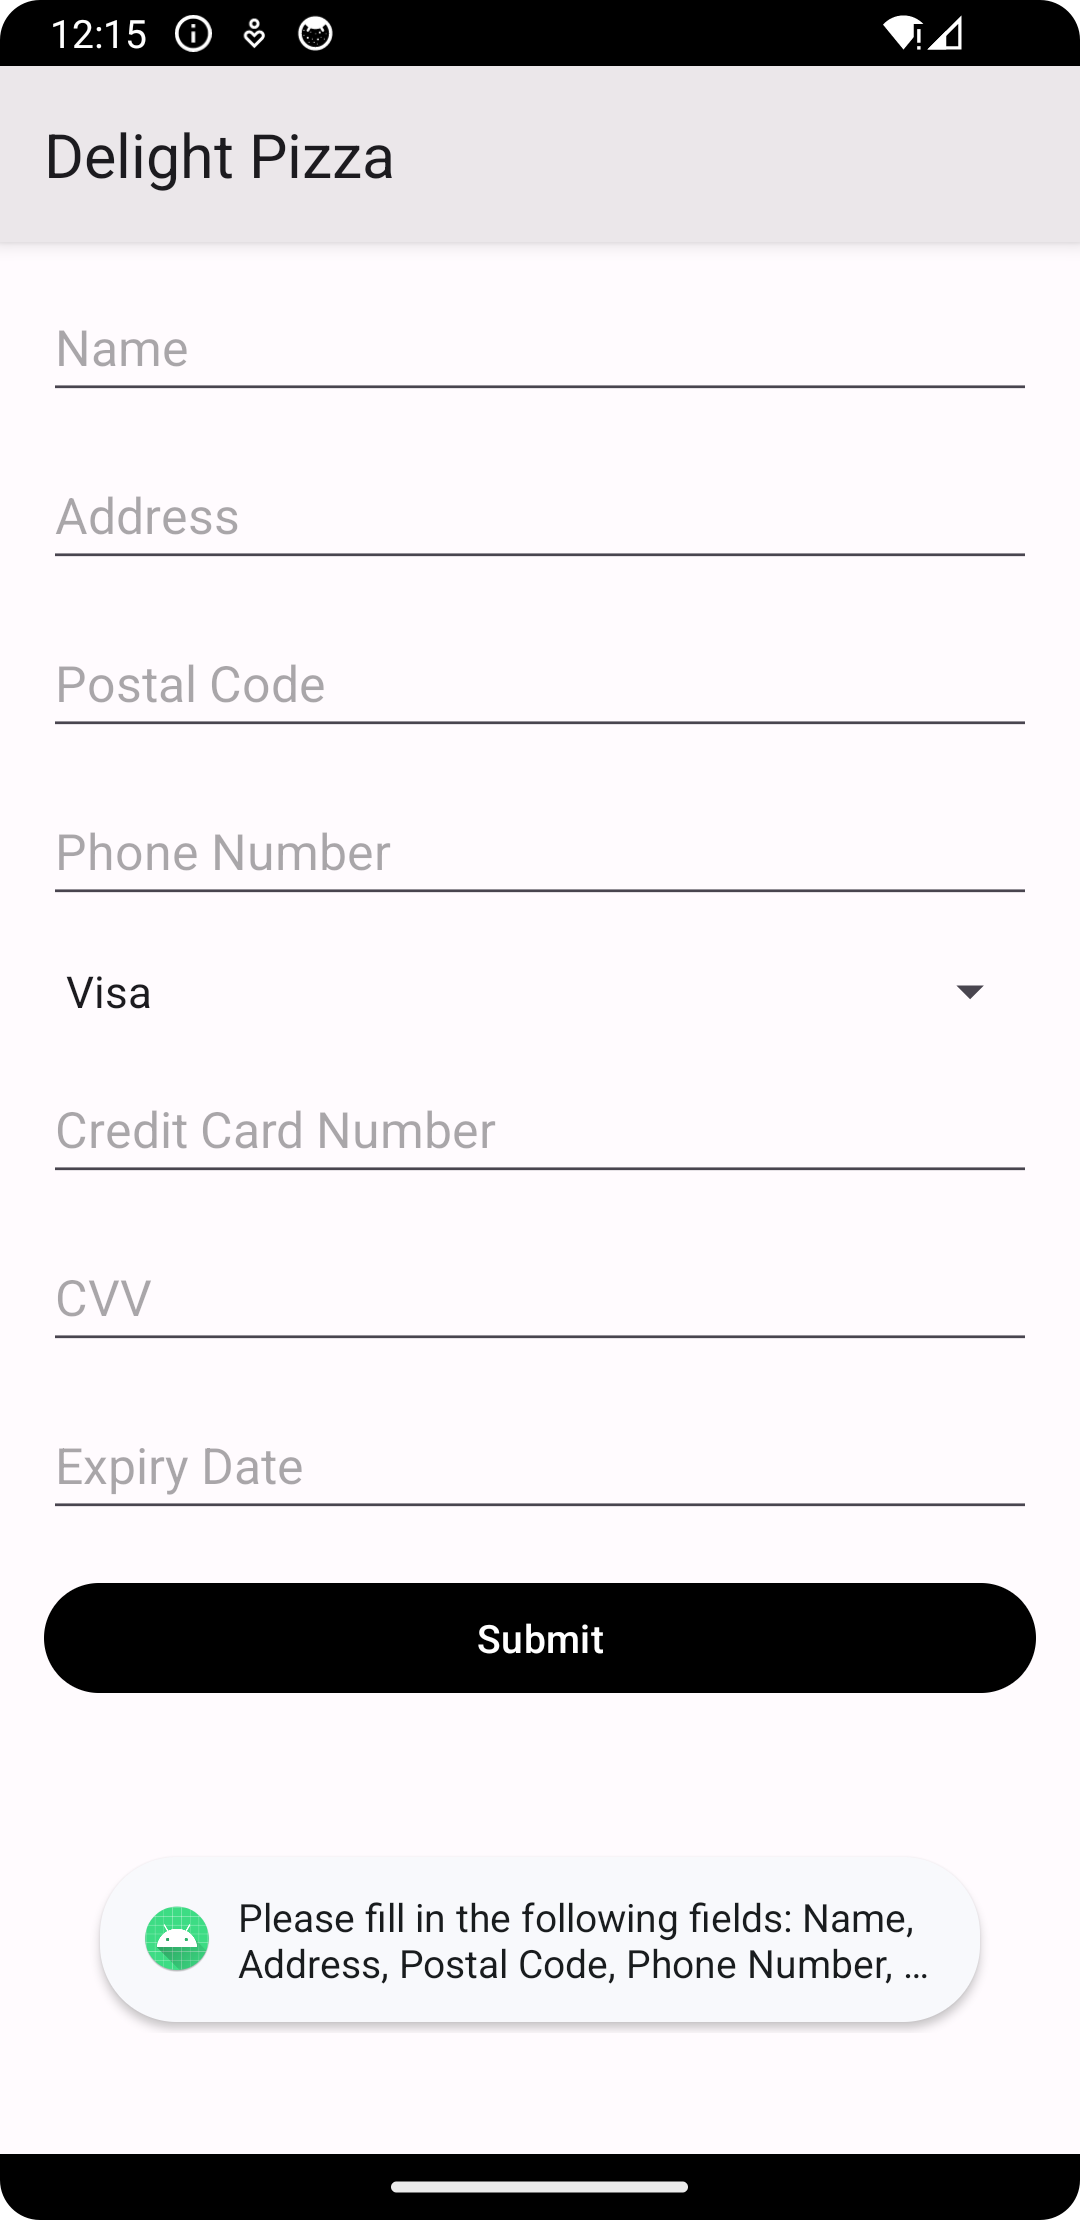 12:15
Delight Pizza
Name
Address
Postal Code
Phone Number
Visa
Credit Card Number
CVV
Expiry Date
Submit
Please fill in the following fields: Name,
Address, Postal Code, Phone Number, ...